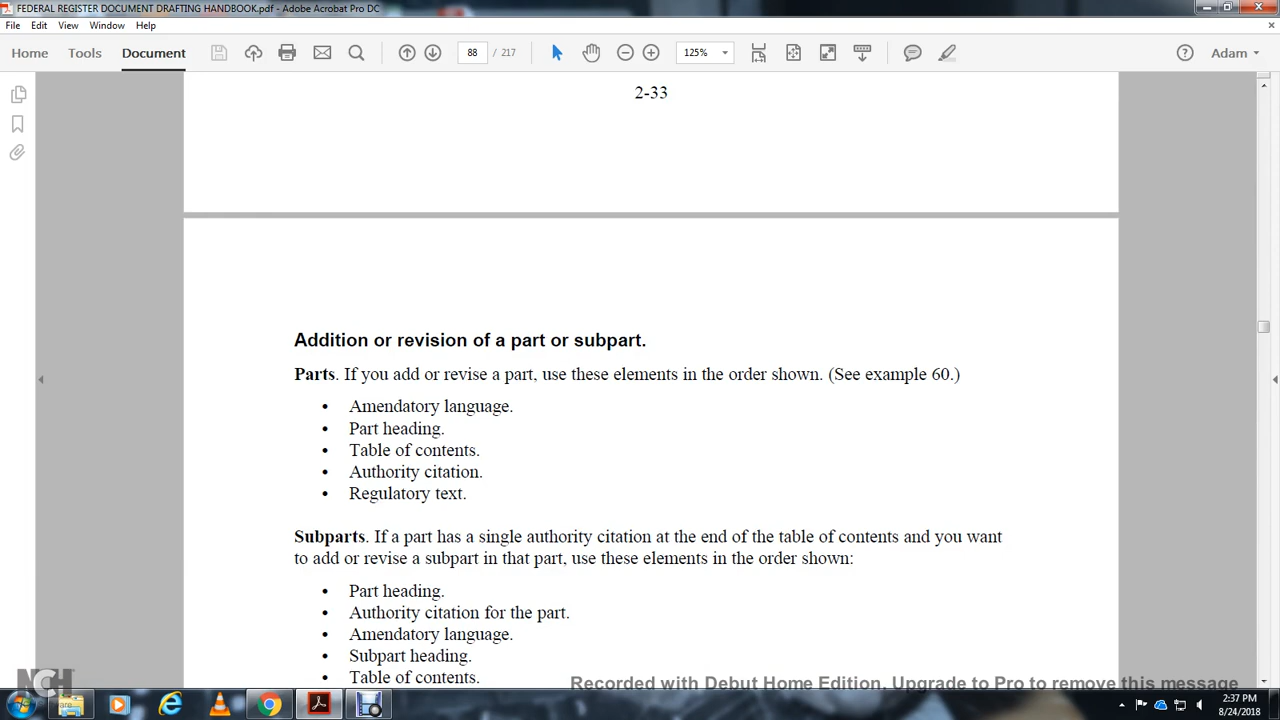 FEDERAL REGISTER DOCUMENT DRAFTING HANDBOOK.pdf - Adobe Acrobat Pro DC
File Edit View Window Help
Home Tools Document 88 / 217 125% Adam
2-33
Addition or revision of a part or subpart.
Parts. If you add or revise a part, use these elements in the order shown. (See example 60.)
• Amendatory language.
• Part heading.
• Table of contents.
• Authority citation.
• Regulatory text.
Subparts. If a part has a single authority citation at the end of the table of contents and you want
to add or revise a subpart in that part, use these elements in the order shown:
• Part heading.
• Authority citation for the part.
• Amendatory language.
• Subpart heading.
• Table of contents.
NCH
Recorded with Debut Home Edition. Upgrade to Pro to remove this message
2:37 PM
8/24/2018